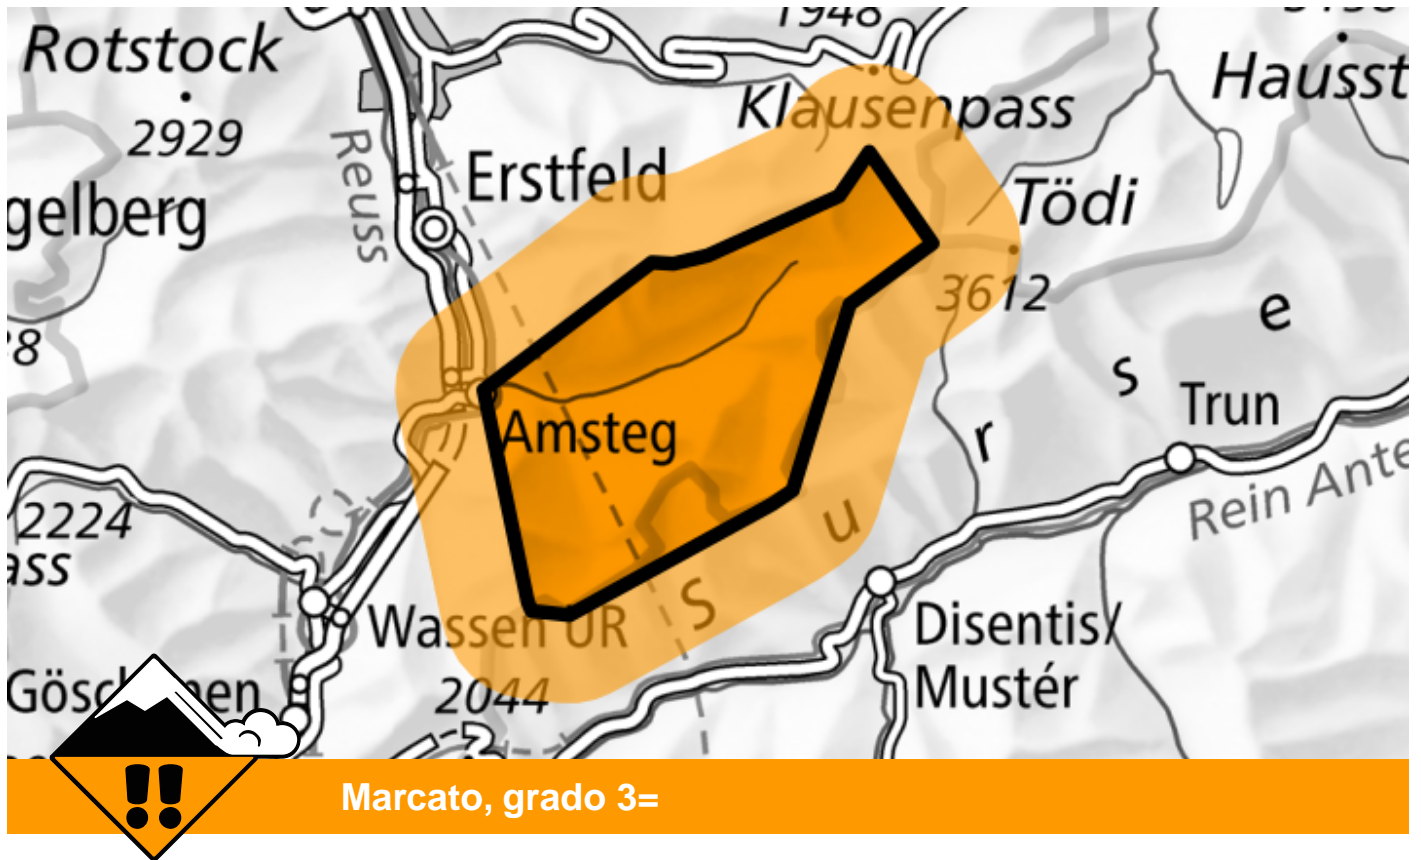 1948
Rotstock
2929
Hausst
Klausenpass
Reuss
Erstfeld
Tödi
gelberg
3612
e
s
Trun
Amsteg
r
Rein Ante
2224
u
ass
S
Wassen UR
Disentis/
Mustér
2044
Marcato, grado 3=